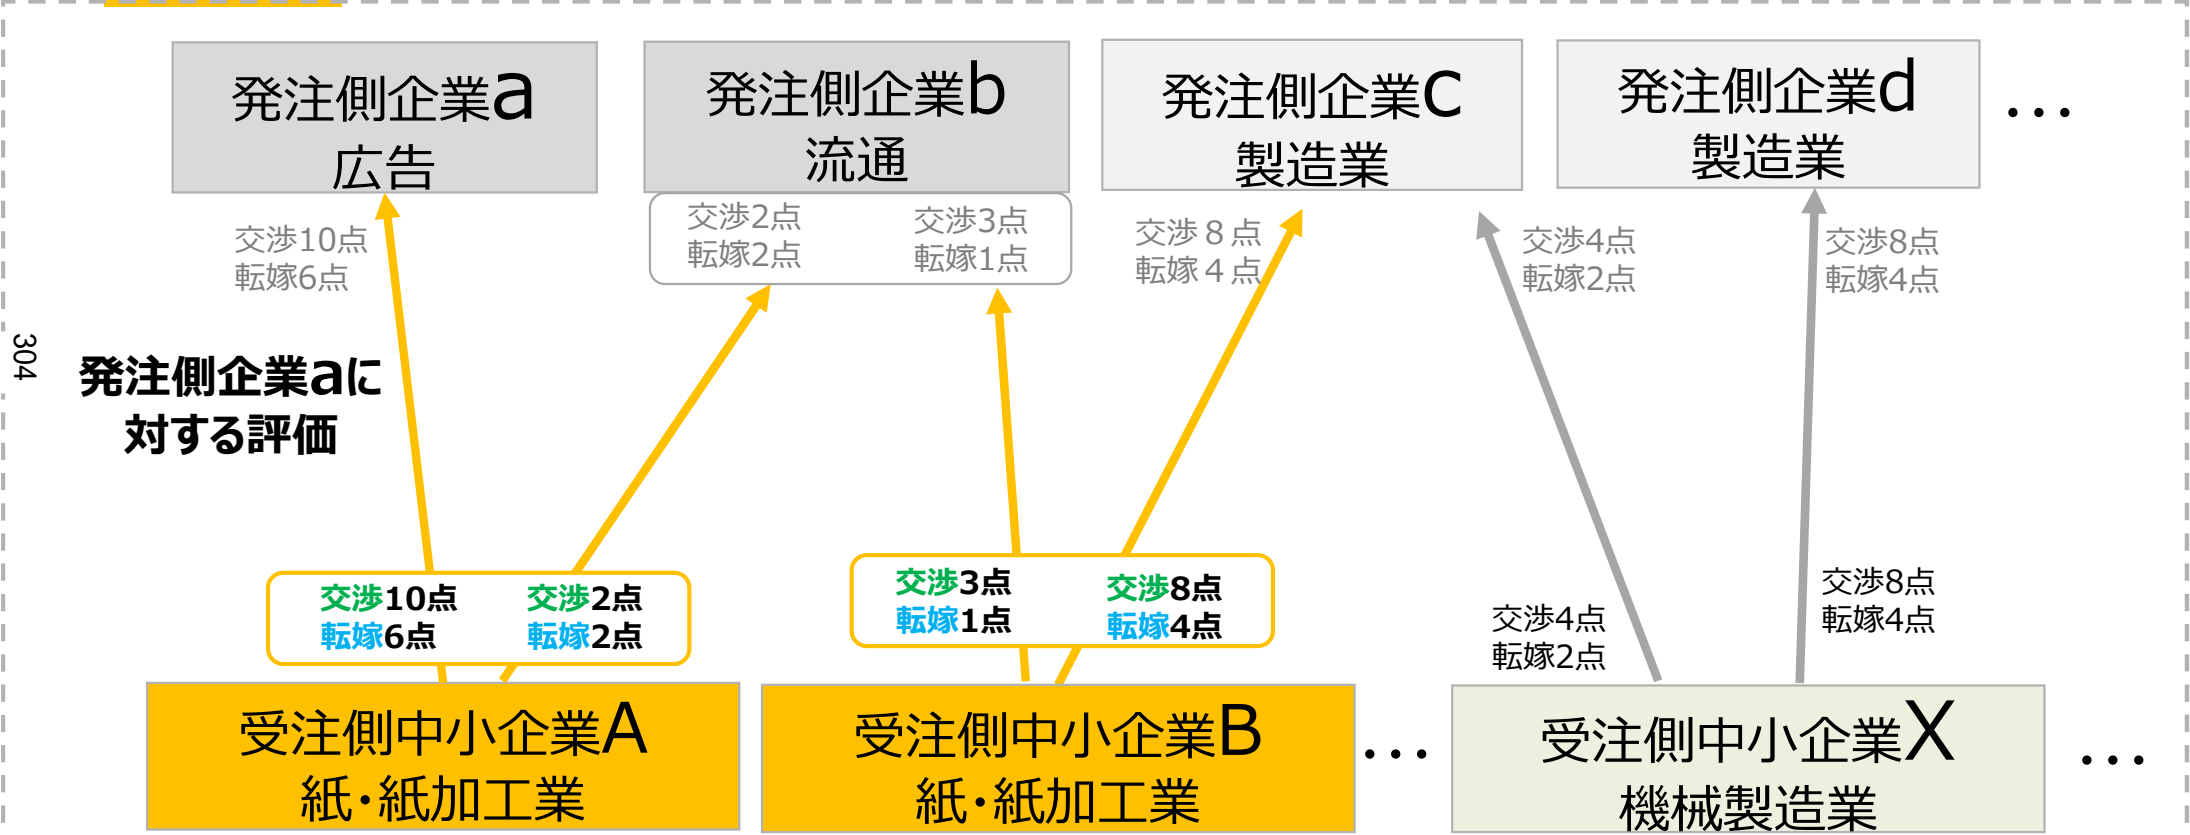 発注側企業a
広告
発注側企業b
流通
発注側企業c
製造業
発注側企業d
製造業
…
交渉10点
転嫁6点
交渉2点
転嫁2点
交渉3点
転嫁1点
交渉８点
転嫁４点
交渉4点
転嫁2点
交渉8点
転嫁4点
304
発注側企業aに
対する評価
交渉10点
転嫁6点
交渉2点
転嫁2点
交渉3点
転嫁1点
交渉8点
転嫁4点
交渉4点
転嫁2点
交渉8点
転嫁4点
受注側中小企業A
紙・紙加工業
受注側中小企業B
紙・紙加工業
…
受注側中小企業X
機械製造業
…